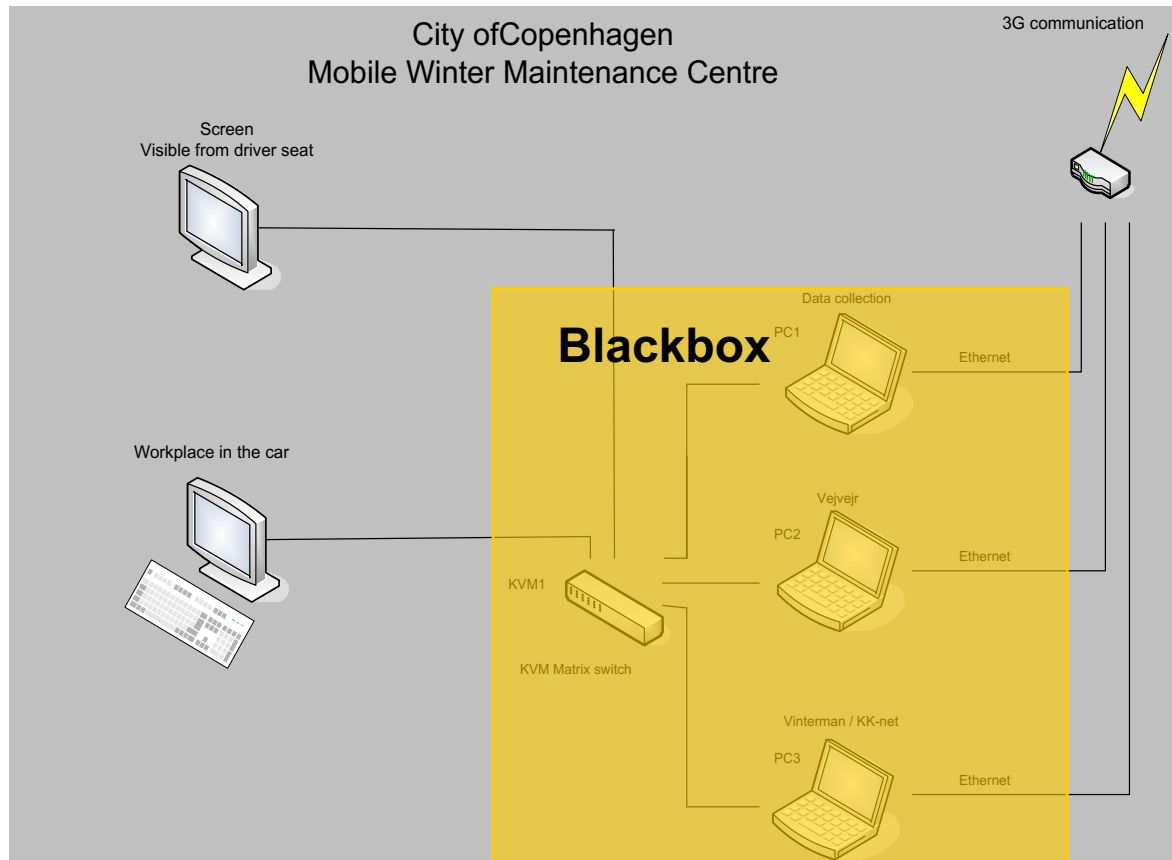 City ofCopenhagen
Mobile Winter Maintenance Centre
3G communication
Screen
Visible from driver seat
Data collection
Blackbox
PC1
Ethernet
Workplace in the car
Vejvejr
PC2
Ethernet
KVM1
KVM Matrix switch
Vinterman / KK-net
PC3
Ethernet